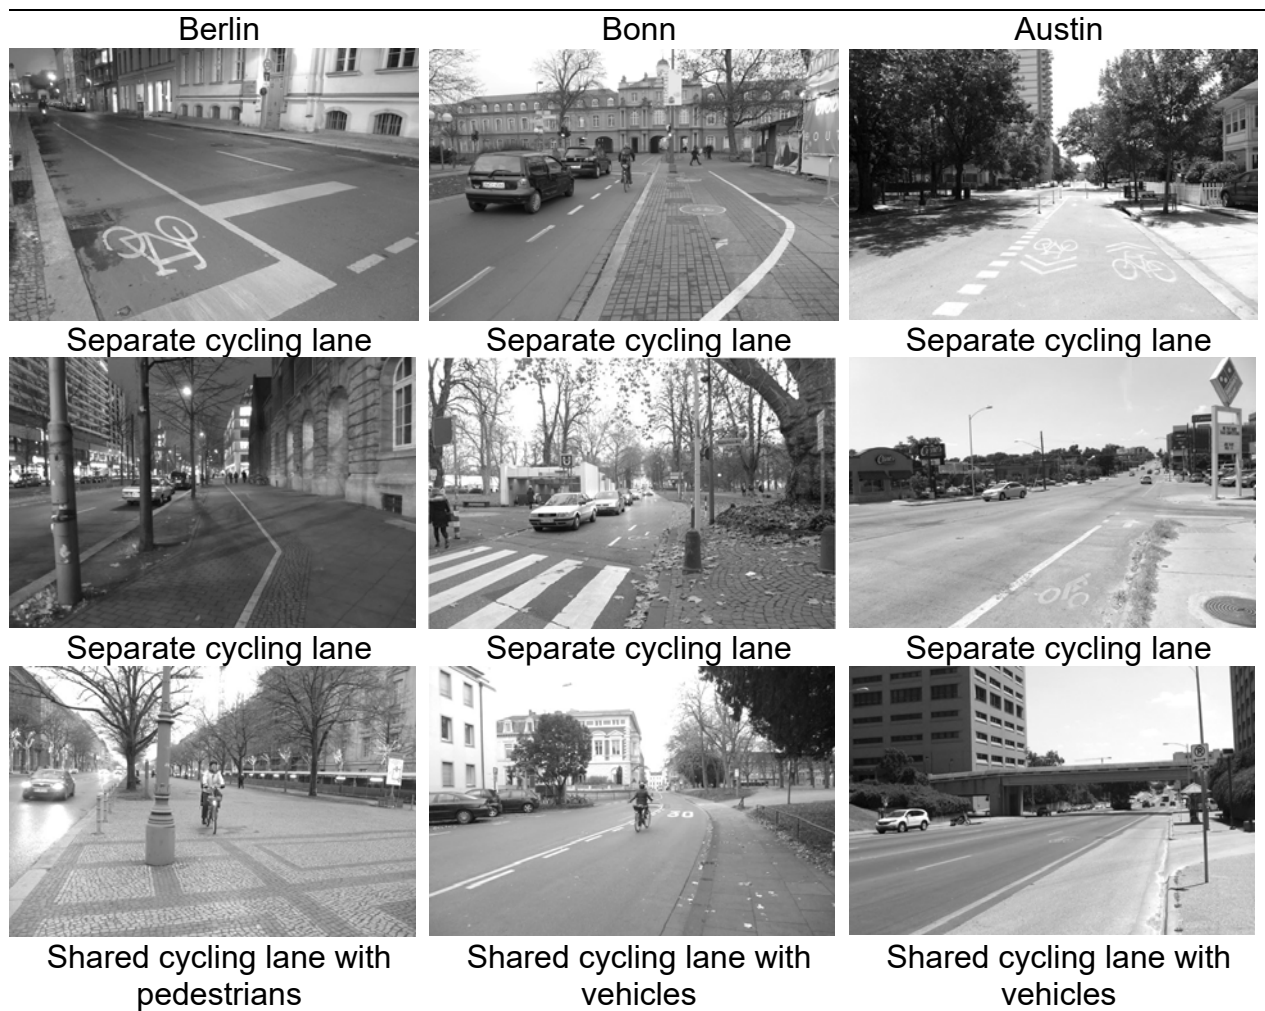 Berlin
Bonn
Austin
Separate cycling lane
Separate cycling lane
Separate cycling lane
Separate cycling lane
Separate cycling lane
Separate cycling lane
30
Shared cycling lane with
pedestrians
Shared cycling lane with
vehicles
Shared cycling lane with
vehicles